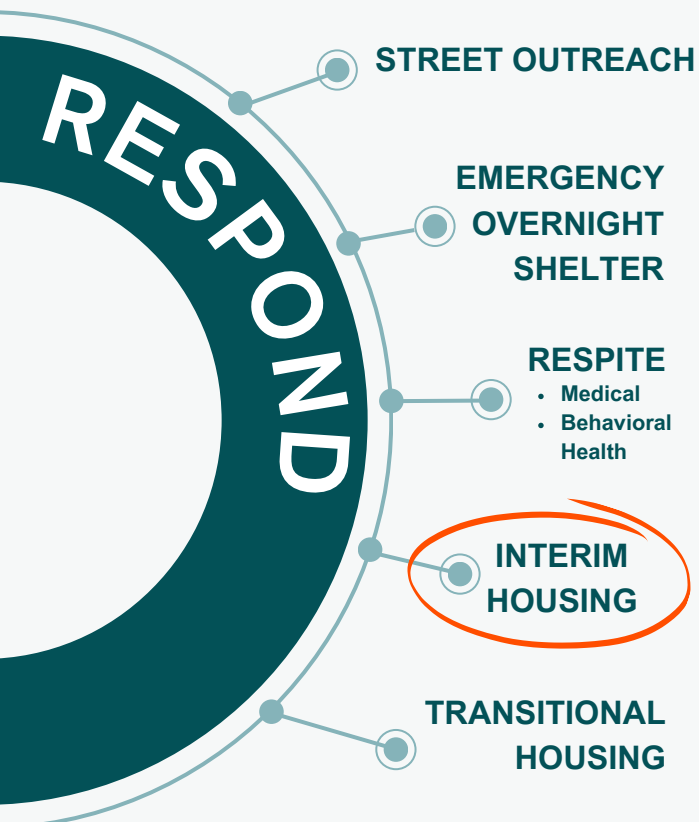 RESPOND
STREET OUTREACH
EMERGENCY
OVERNIGHT
SHELTER
RESPITE
• Medical
• Behavioral
Health
INTERIM
HOUSING
TRANSITIONAL
HOUSING